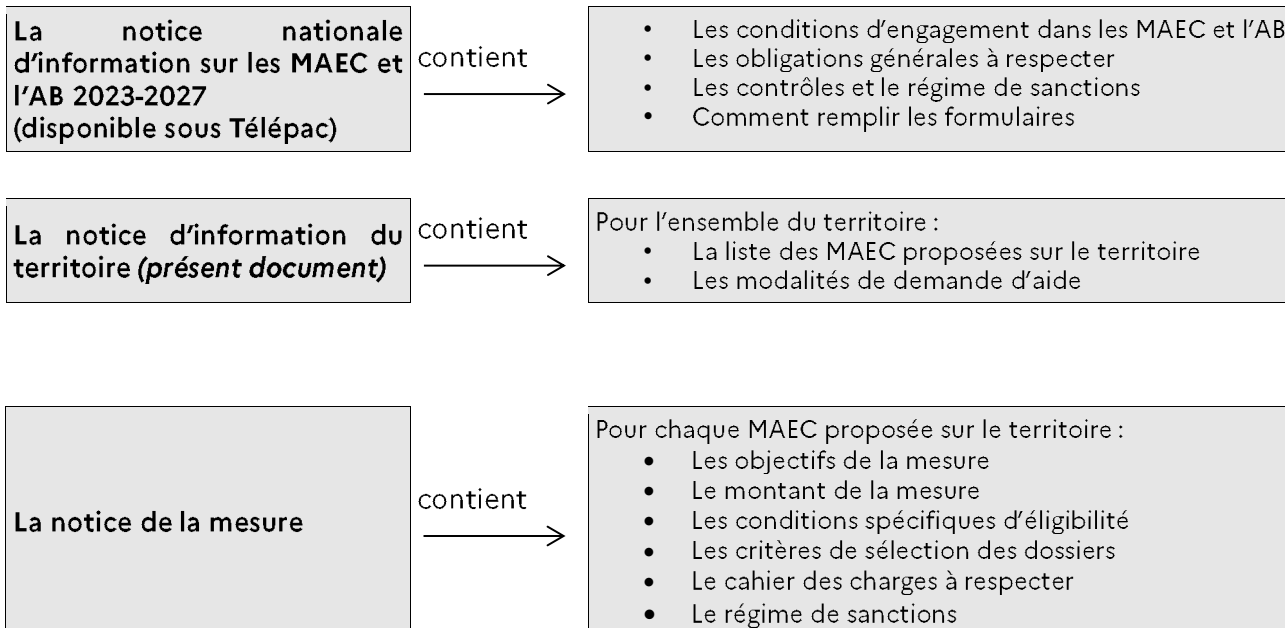 La notice nationale
d'information sur les MAEC et
l'AB 2023-2027
(disponible sous Télépac)
contient
• Les conditions d'engagement dans les MAEC et l'AB
• Les obligations générales à respecter
• Les contrôles et le régime de sanctions
• Comment remplir les formulaires
La notice d'information du
territoire (présent document)
contient
Pour l'ensemble du territoire :
• La liste des MAEC proposées sur le territoire
• Les modalités de demande d'aide
La notice de la mesure
contient
Pour chaque MAEC proposée sur le territoire :
• Les objectifs de la mesure
• Le montant de la mesure
• Les conditions spécifiques d'éligibilité
• Les critères de sélection des dossiers
• Le cahier des charges à respecter
• Le régime de sanctions